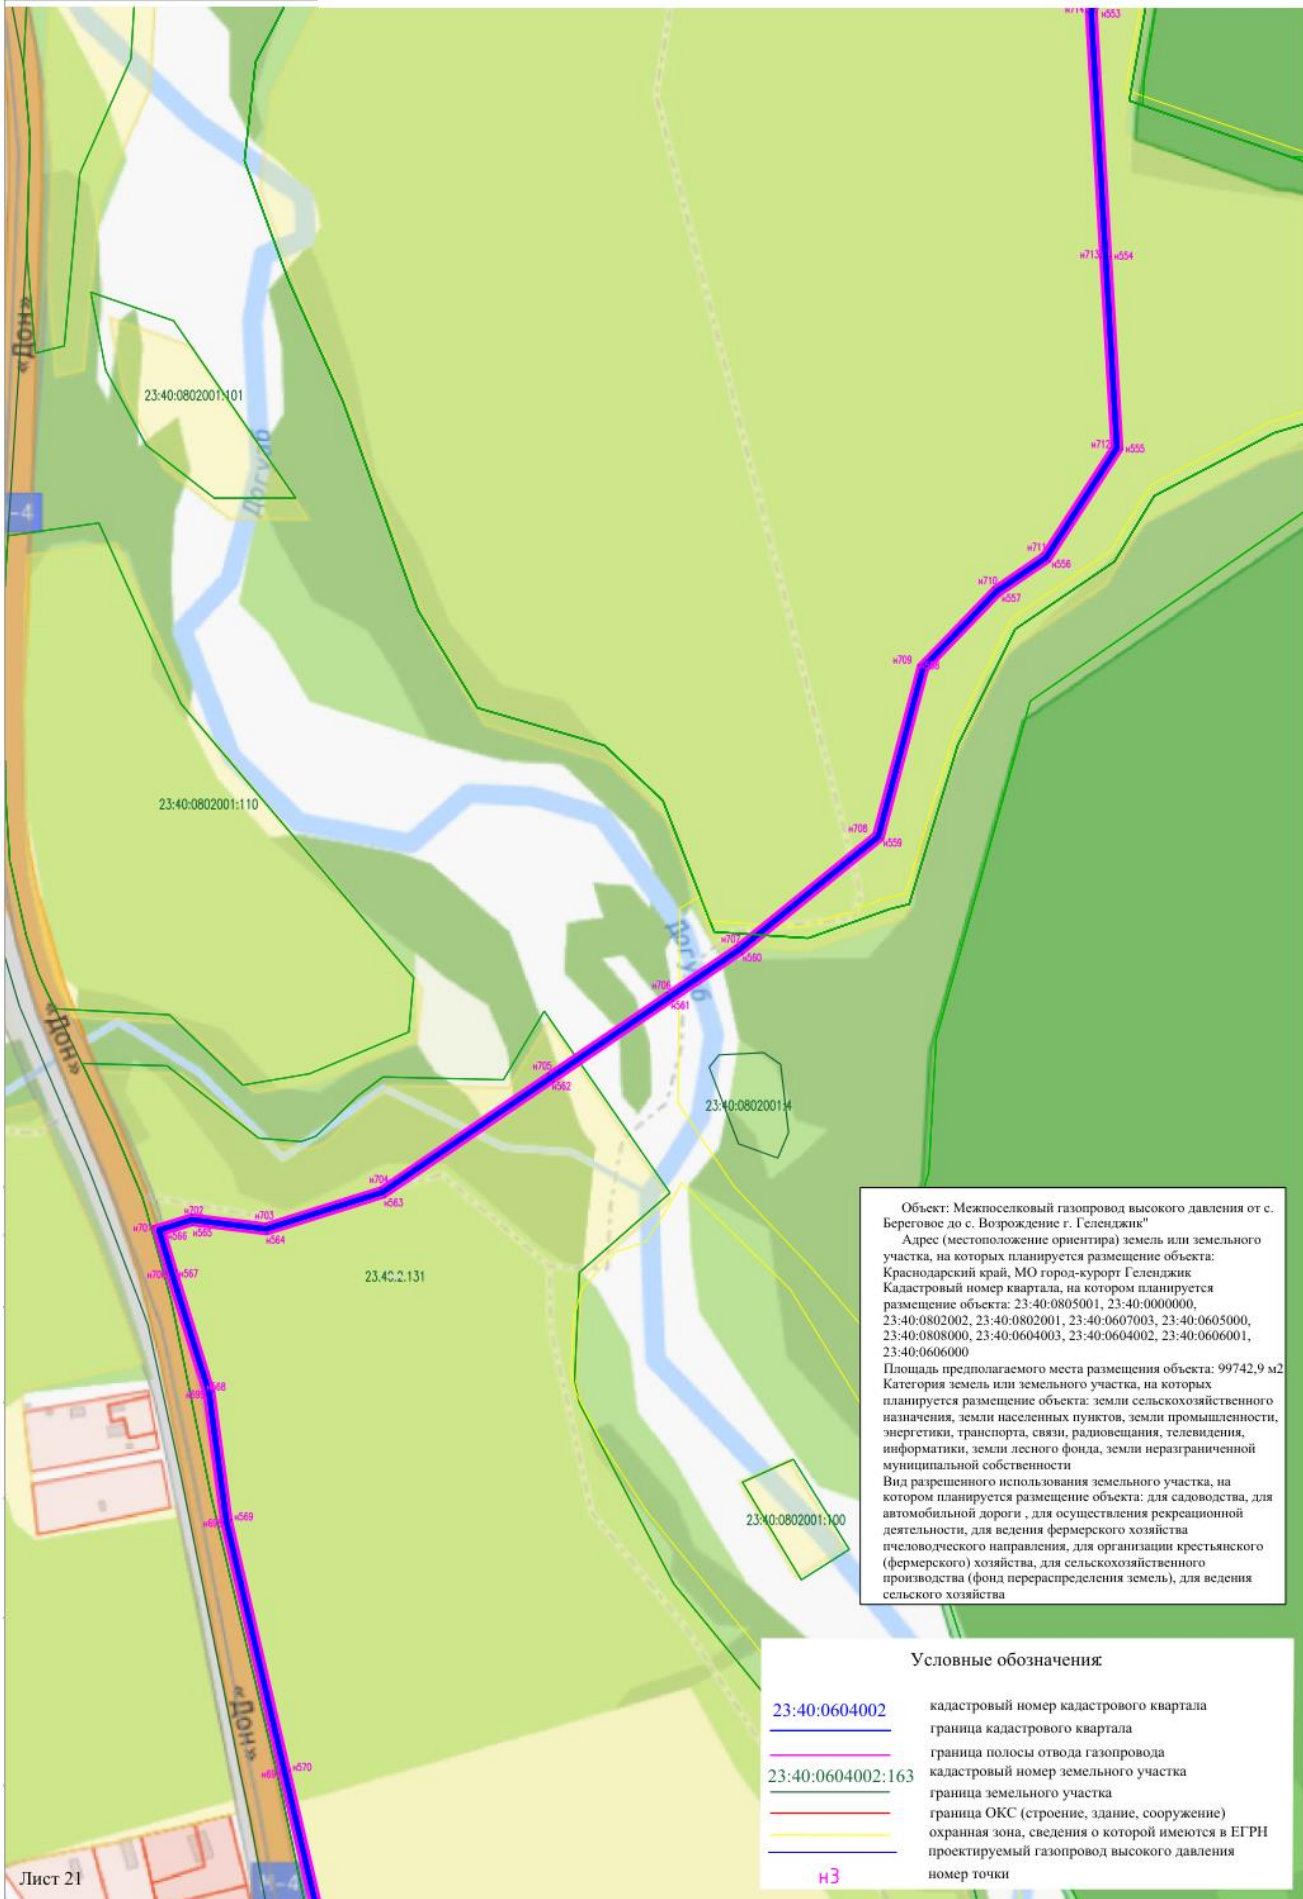 н553
н713
н554
«Дон»
23:40:0802001:101
Догуаб
н712
н555
н711
н556
-4
н710
н557
н709
23:40:0802001:110
н708
н559
Догуаб
н707
н560
н706
н561
«Дон»
н705
н562
23:40:0802001:4
н704
н563
н702
н703
н701
н566
н565
н564
н567
23:40:2:131
н568
н569
23:40:0802001:100
«Дон»
н570
Объект: Межпоселковый газопровод высокого давления от с.
Береговое до с. Возрождение г. Геленджик"
Адрес (местоположение ориентира) земель или земельного
участка, на которых планируется размещение объекта:
Краснодарский край, МО город-курорт Геленджик
Кадастровый номер квартала, на котором планируется
размещение объекта: 23:40:0805001, 23:40:0000000,
23:40:0802002, 23:40:0802001, 23:40:0607003, 23:40:0605000,
23:40:0808000, 23:40:0604003, 23:40:0604002, 23:40:0606001,
23:40:0606000
Площадь предполагаемого места размещения объекта: 99742,9 м2
Категория земель или земельного участка, на которых
планируется размещение объекта: земли сельскохозяйственного
назначения, земли населенных пунктов, земли промышленности,
энергетики, транспорта, связи, радиовещания, телевидения,
информатики, земли лесного фонда, земли неразграниченной
муниципальной собственности
Вид разрешенного использования земельного участка, на
котором планируется размещение объекта: для садоводства, для
автомобильной дороги , для осуществления рекреационной
деятельности, для ведения фермерского хозяйства
пчеловодческого направления, для организации крестьянского
(фермерского) хозяйства, для сельскохозяйственного
производства (фонд перераспределения земель), для ведения
сельского хозяйства
Условные обозначения:
23:40:0604002 кадастровый номер кадастрового квартала
граница кадастрового квартала
граница полосы отвода газопровода
23:40:0604002:163 кадастровый номер земельного участка
граница земельного участка
граница ОКС (строение, здание, сооружение)
охранная зона, сведения о которой имеются в ЕГРН
проектируемый газопровод высокого давления
н3 номер точки
Лист 21